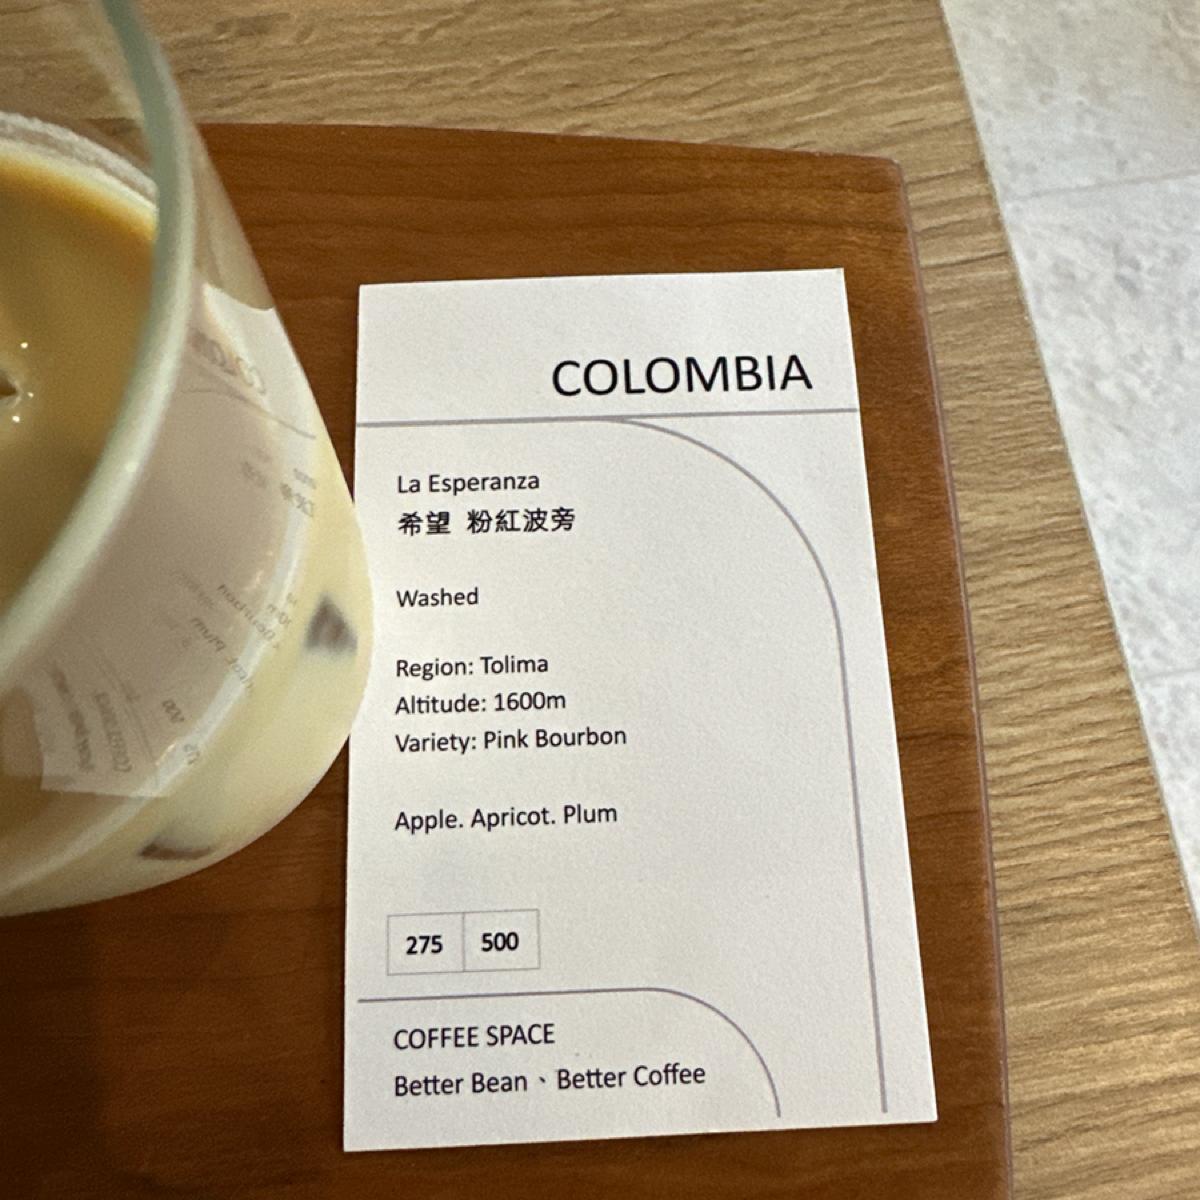 COLOMBIA
La Esperanza
希望 粉紅波旁
Washed
Region: Tolima
Altitude: 1600m
Variety: Pink Bourbon
Apple. Apricot. Plum
275 500
COFFEE SPACE
Better Bean、Better Coffee